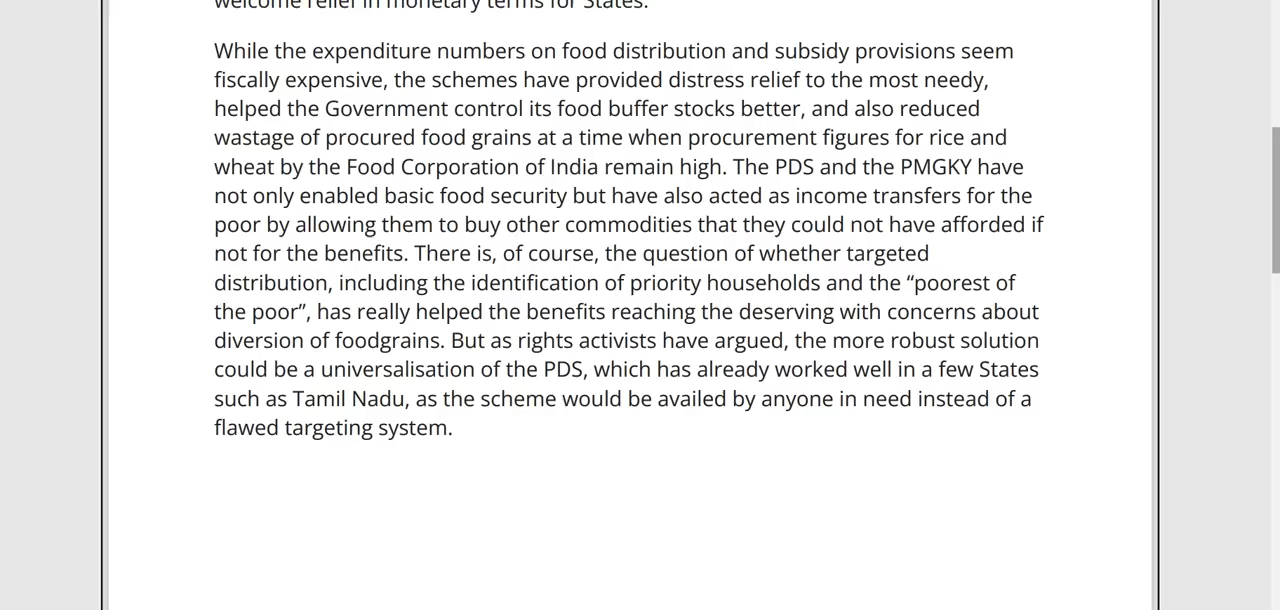 welcome relief in monetary terms for States.
While the expenditure numbers on food distribution and subsidy provisions seem
fiscally expensive, the schemes have provided distress relief to the most needy,
helped the Government control its food buffer stocks better, and also reduced
wastage of procured food grains at a time when procurement figures for rice and
wheat by the Food Corporation of India remain high. The PDS and the PMGKY have
not only enabled basic food security but have also acted as income transfers for the
poor by allowing them to buy other commodities that they could not have afforded if
not for the benefits. There is, of course, the question of whether targeted
distribution, including the identification of priority households and the “poorest of
the poor”, has really helped the benefits reaching the deserving with concerns about
diversion of foodgrains. But as rights activists have argued, the more robust solution
could be a universalisation of the PDS, which has already worked well in a few States
such as Tamil Nadu, as the scheme would be availed by anyone in need instead of a
flawed targeting system.